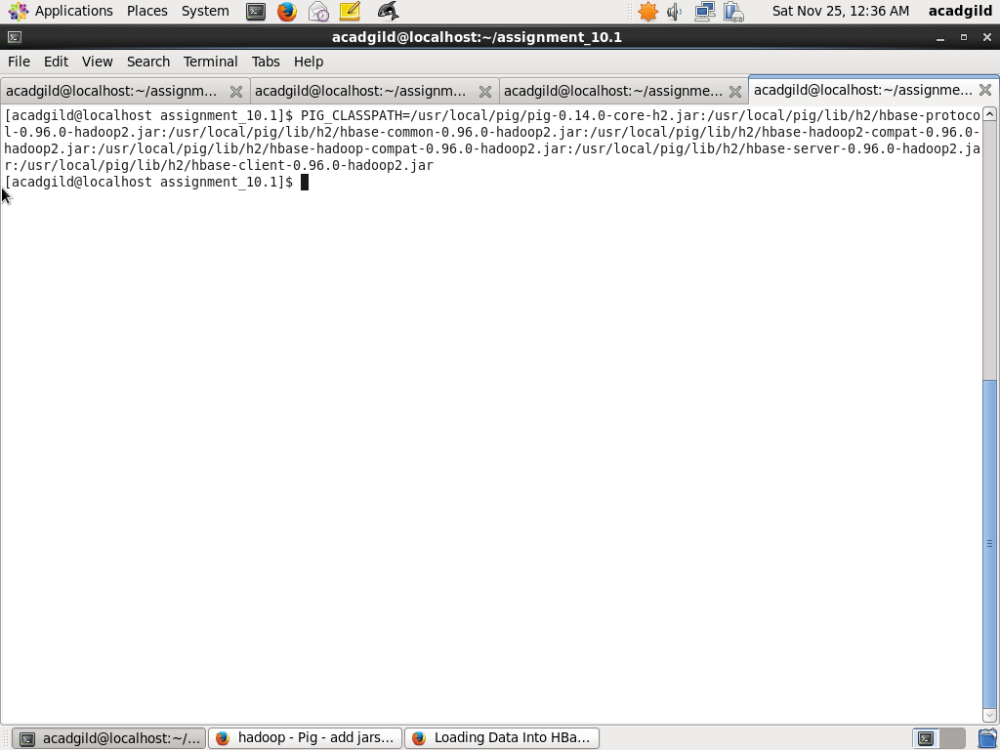 Applications Places System Sat Nov 25, 12:36 AM acadgild
acadgild@localhost:~/assignment_10.1
File Edit View Search Terminal Tabs Help
acadgild@localhost:~/assignm... acadgild@localhost:~/assignm... acadgild@localhost:~/assignme... acadgild@localhost:~/assignme...
[acadgild@localhost assignment_10.1]$ PIG_CLASSPATH=/usr/local/pig/pig-0.14.0-core-h2.jar:/usr/local/pig/lib/h2/hbase-protoco
l-0.96.0-hadoop2.jar:/usr/local/pig/lib/h2/hbase-common-0.96.0-hadoop2.jar:/usr/local/pig/lib/h2/hbase-hadoop2-compat-0.96.0-
hadoop2.jar:/usr/local/pig/lib/h2/hbase-hadoop-compat-0.96.0-hadoop2.jar:/usr/local/pig/lib/h2/hbase-server-0.96.0-hadoop2.ja
r:/usr/local/pig/lib/h2/hbase-client-0.96.0-hadoop2.jar
[acadgild@localhost assignment_10.1]$
acadgild@localhost:~/... hadoop - Pig - add jars... Loading Data Into HBa...